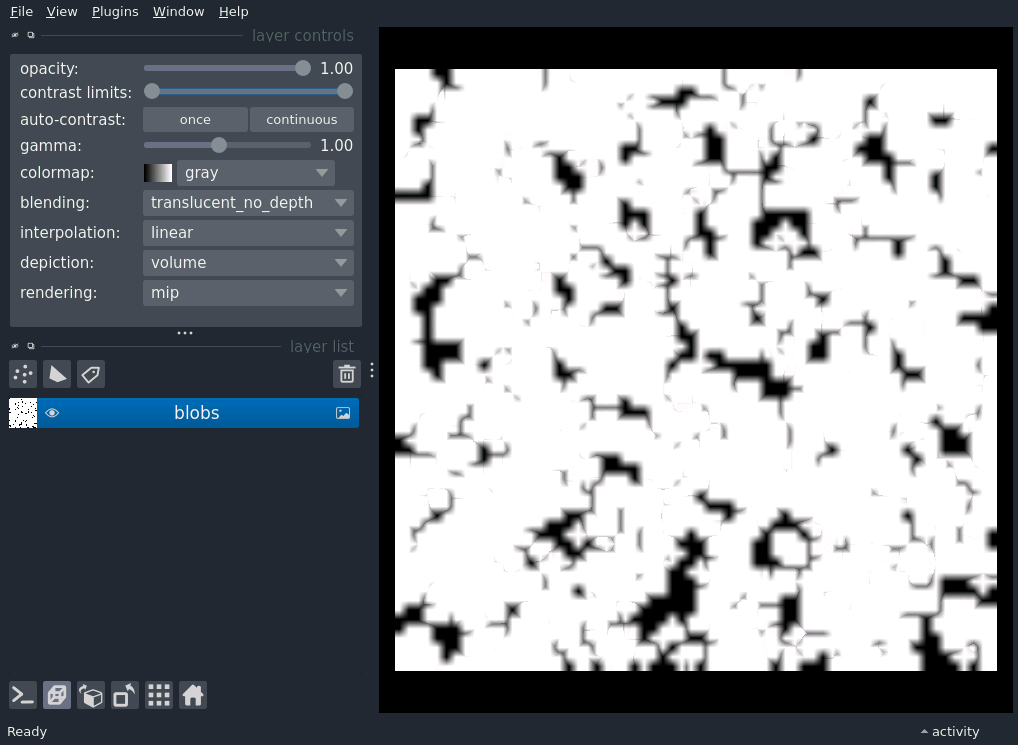 File View Plugins Window Help
layer controls
opacity: 1.00
contrast limits:
auto-contrast: once continuous
gamma: 1.00
colormap: gray
blending: translucent_no_depth
interpolation: linear
depiction: volume
rendering: mip
layer list
blobs
Ready
activity